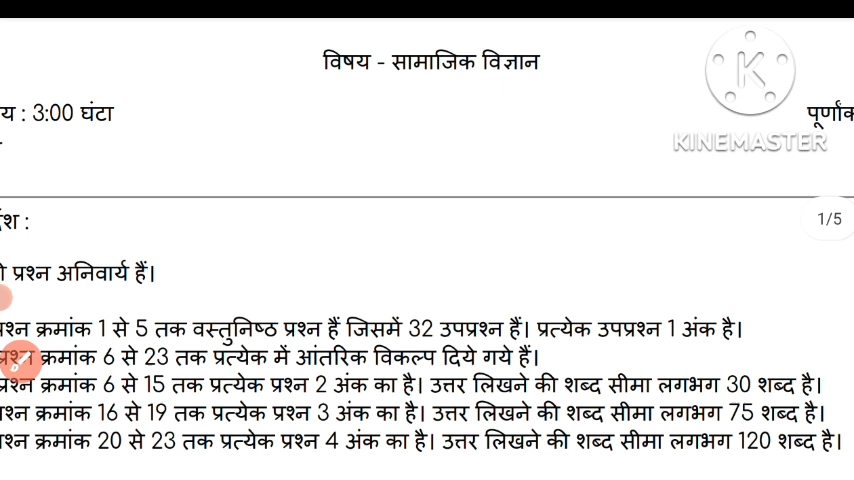 विषय - सामाजिक विज्ञान
K
: 3:00 घंटा
KINEMASTER
1/5
प्रश्न अनिवार्य हैं।
क्रमांक 1 से 5 तक वस्तुनिष्ठ प्रश्न हैं जिसमें 32 उपप्रश्न हैं। प्रत्येक उपप्रश्न 1 अंक है।
क्रमांक 6 से 23 तक प्रत्येक में आंतरिक विकल्प दिये गये हैं।
प्रश्न क्रमांक 6 से 15 तक प्रत्येक प्रश्न 2 अंक का है। उत्तर लिखने की शब्द सीमा लगभग 30 शब्द है।
क्रमांक 16 से 19 तक प्रत्येक प्रश्न 3 अंक का है। उत्तर लिखने की शब्द सीमा लगभग 75 शब्द है।
क्रमांक 20 से 23 तक प्रत्येक प्रश्न 4 अंक का है। उत्तर लिखने की शब्द सीमा लगभग 120 शब्द है।